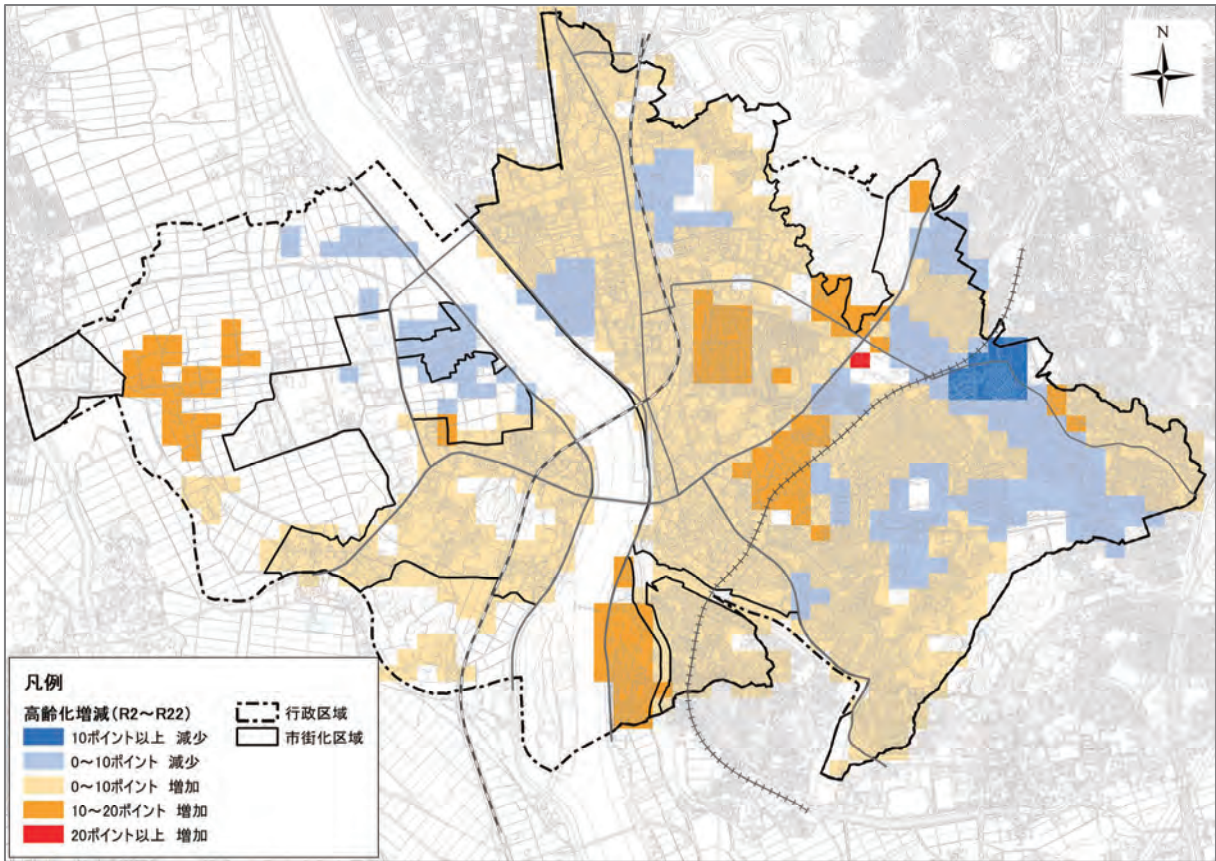 N
凡例
高齢化増減(R2～R22)
10ポイント以上 減少
0～10ポイント 減少
0～10ポイント 増加
10～20ポイント 増加
20ポイント以上 増加
行政区域
市街化区域